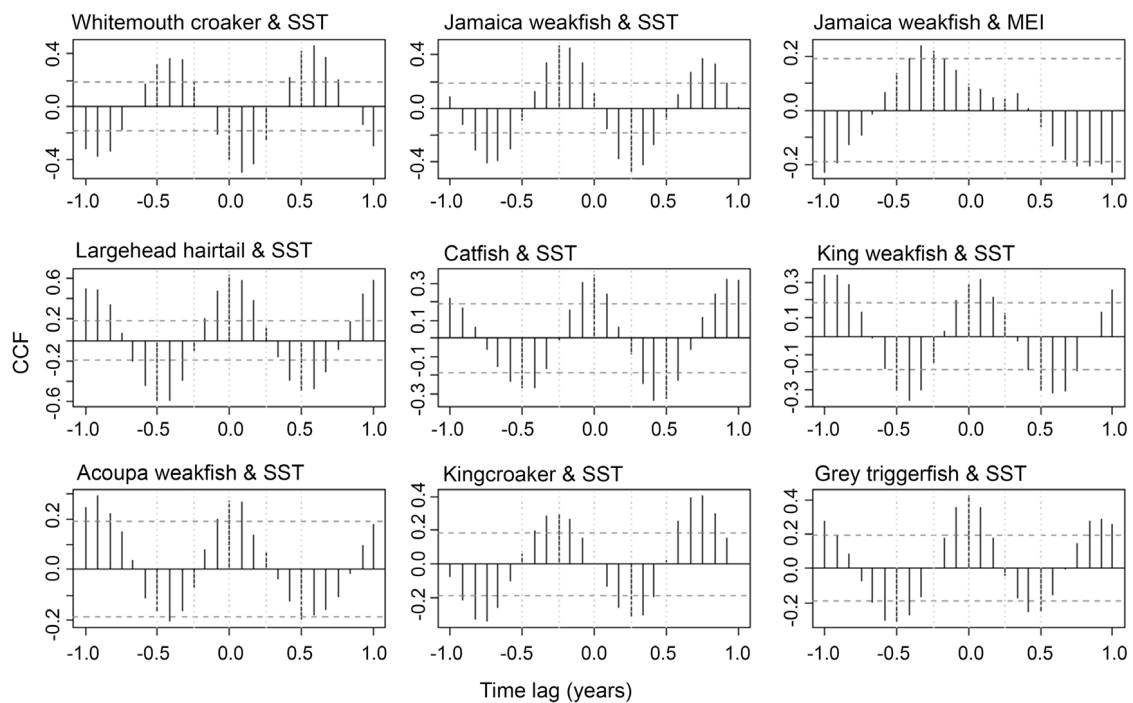 Whitemouth croaker & SST
Jamaica weakfish & SST
Jamaica weakfish & MEI
0.4
0.0
-0.4
0.4
0.0
-0.4
0.2
0.0
-0.2
-1.0 -0.5 0.0 0.5 1.0
-1.0 -0.5 0.0 0.5 1.0
-1.0 -0.5 0.0 0.5 1.0
Largehead hairtail & SST
Catfish & SST
King weakfish & SST
CCF
0.6
0.2
-0.2
-0.6
0.3
0.1
-0.1
-0.3
0.3
0.1
-0.1
-0.3
-1.0 -0.5 0.0 0.5 1.0
-1.0 -0.5 0.0 0.5 1.0
-1.0 -0.5 0.0 0.5 1.0
Acoupa weakfish & SST
Kingcroaker & SST
Grey triggerfish & SST
0.2
0.0
-0.2
0.4
0.2
0.0
-0.2
0.4
0.2
0.0
-0.2
-1.0 -0.5 0.0 0.5 1.0
-1.0 -0.5 0.0 0.5 1.0
-1.0 -0.5 0.0 0.5 1.0
Time lag (years)